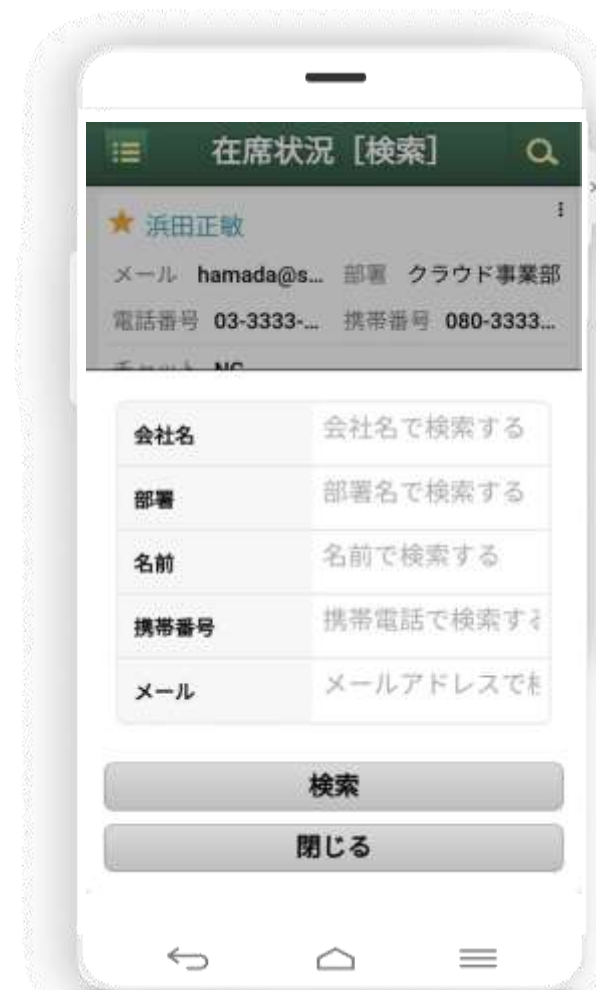 在席状況［検索］
浜田正敏
メール hamada@s... 部署 クラウド事業部
電話番号 03-3333-... 携帯番号 080-3333...
会社名 会社名で検索する
部署 部署名で検索する
名前 名前で検索する
携帯番号 携帯電話で検索する
メール メールアドレスで
検索
閉じる